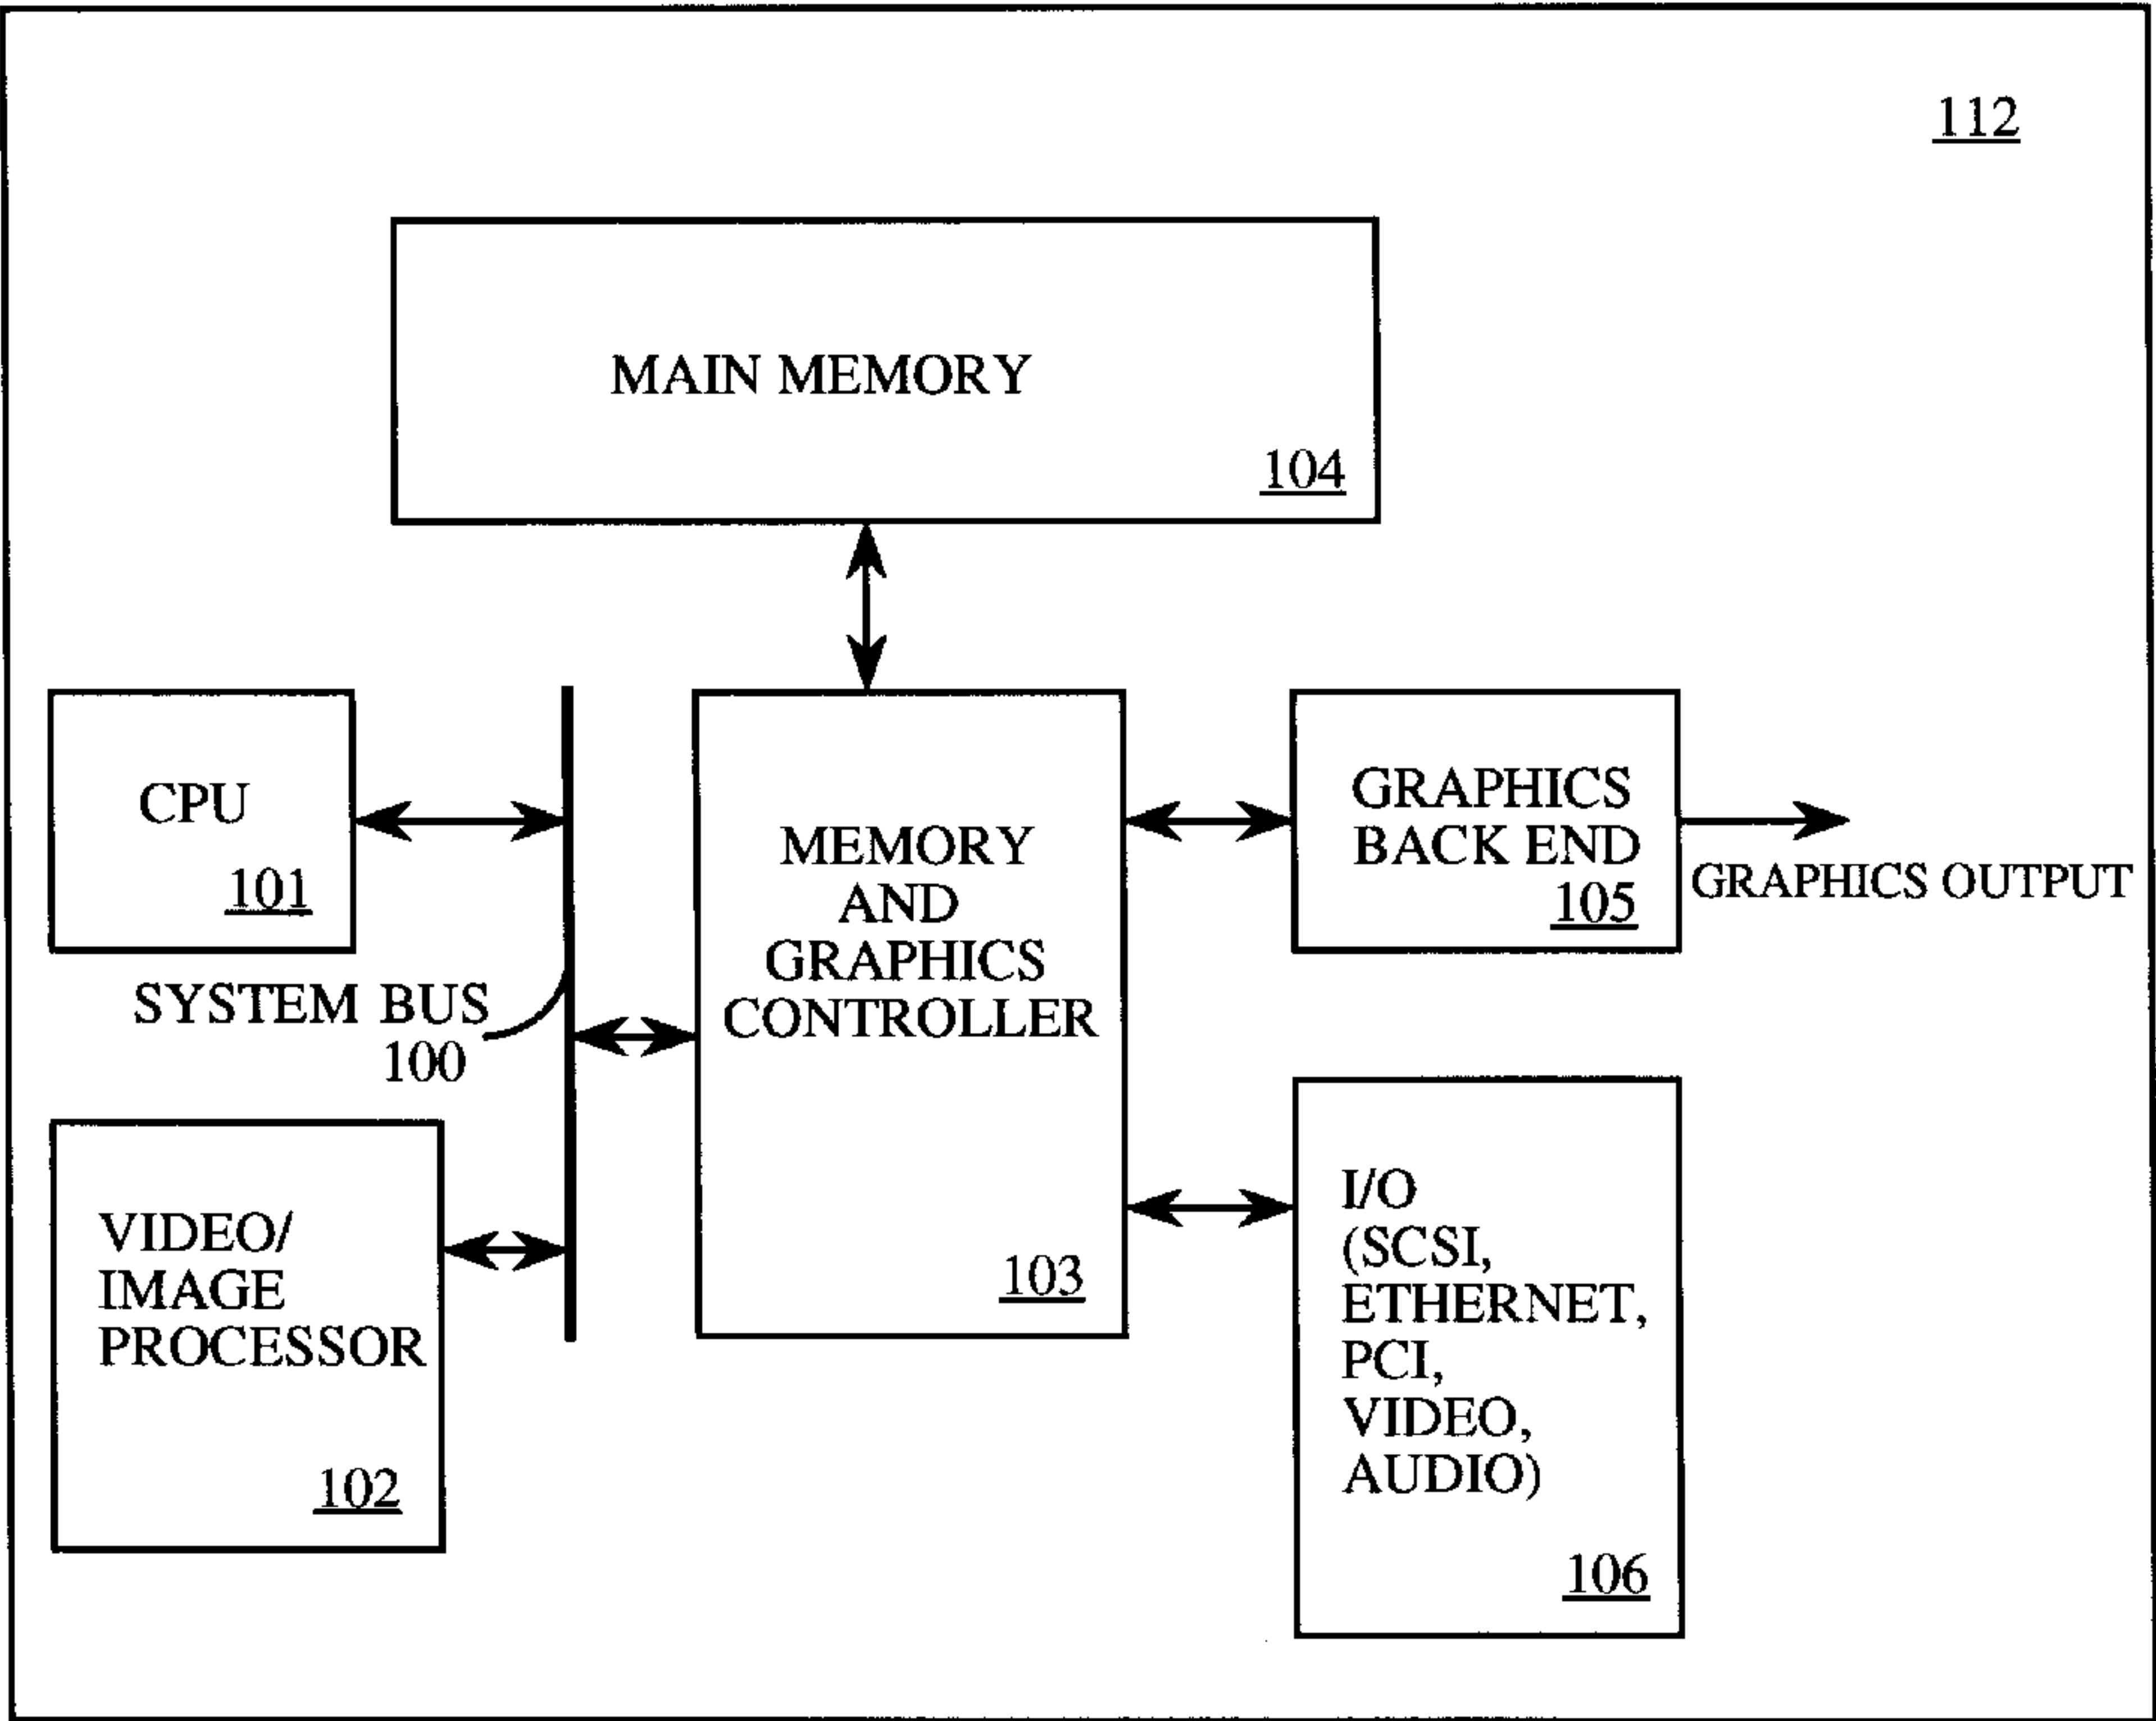 112
MAIN MEMORY
104
CPU
101
SYSTEM BUS
100
VIDEO/
IMAGE
PROCESSOR
102
MEMORY
AND
GRAPHICS
CONTROLLER
103
GRAPHICS
BACK END
105
GRAPHICS OUTPUT
I/O
(SCSI,
ETHERNET,
PCI,
VIDEO,
AUDIO)
106